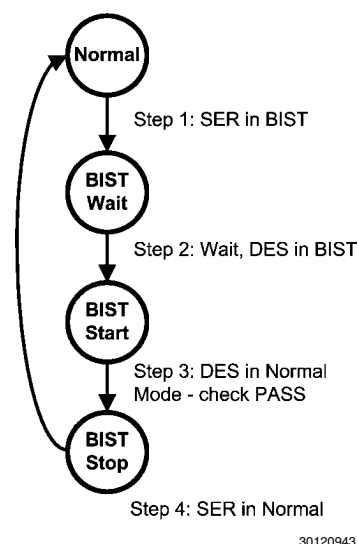 Normal
Step 1: SER in BIST
BIST
Wait
Step 2: Wait, DES in BIST
BIST
Start
Step 3: DES in Normal
Mode - check PASS
BIST
Stop
Step 4: SER in Normal
30120943